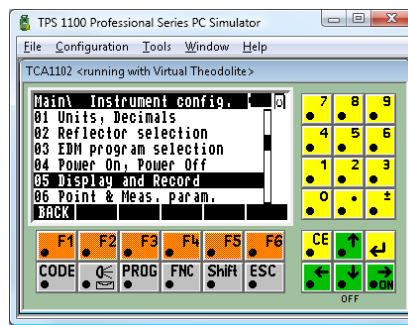 TPS 1100 Professional Series PC Simulator
File Configuration Tools Window Help
TCA1102 <running with Virtual Theodolite>
Main\ Instrument config.
01 Units, Decimals
02 Reflector selection
03 EDM program selection
04 Power On, Power Off
05 Display and Record
06 Point & Meas. param.
BACK
7 8 9
4 5 6
1 2 3
0 . ±
F1 F2 F3 F4 F5 F6 CE
CODE PROG FNC Shift ESC
ON
OFF